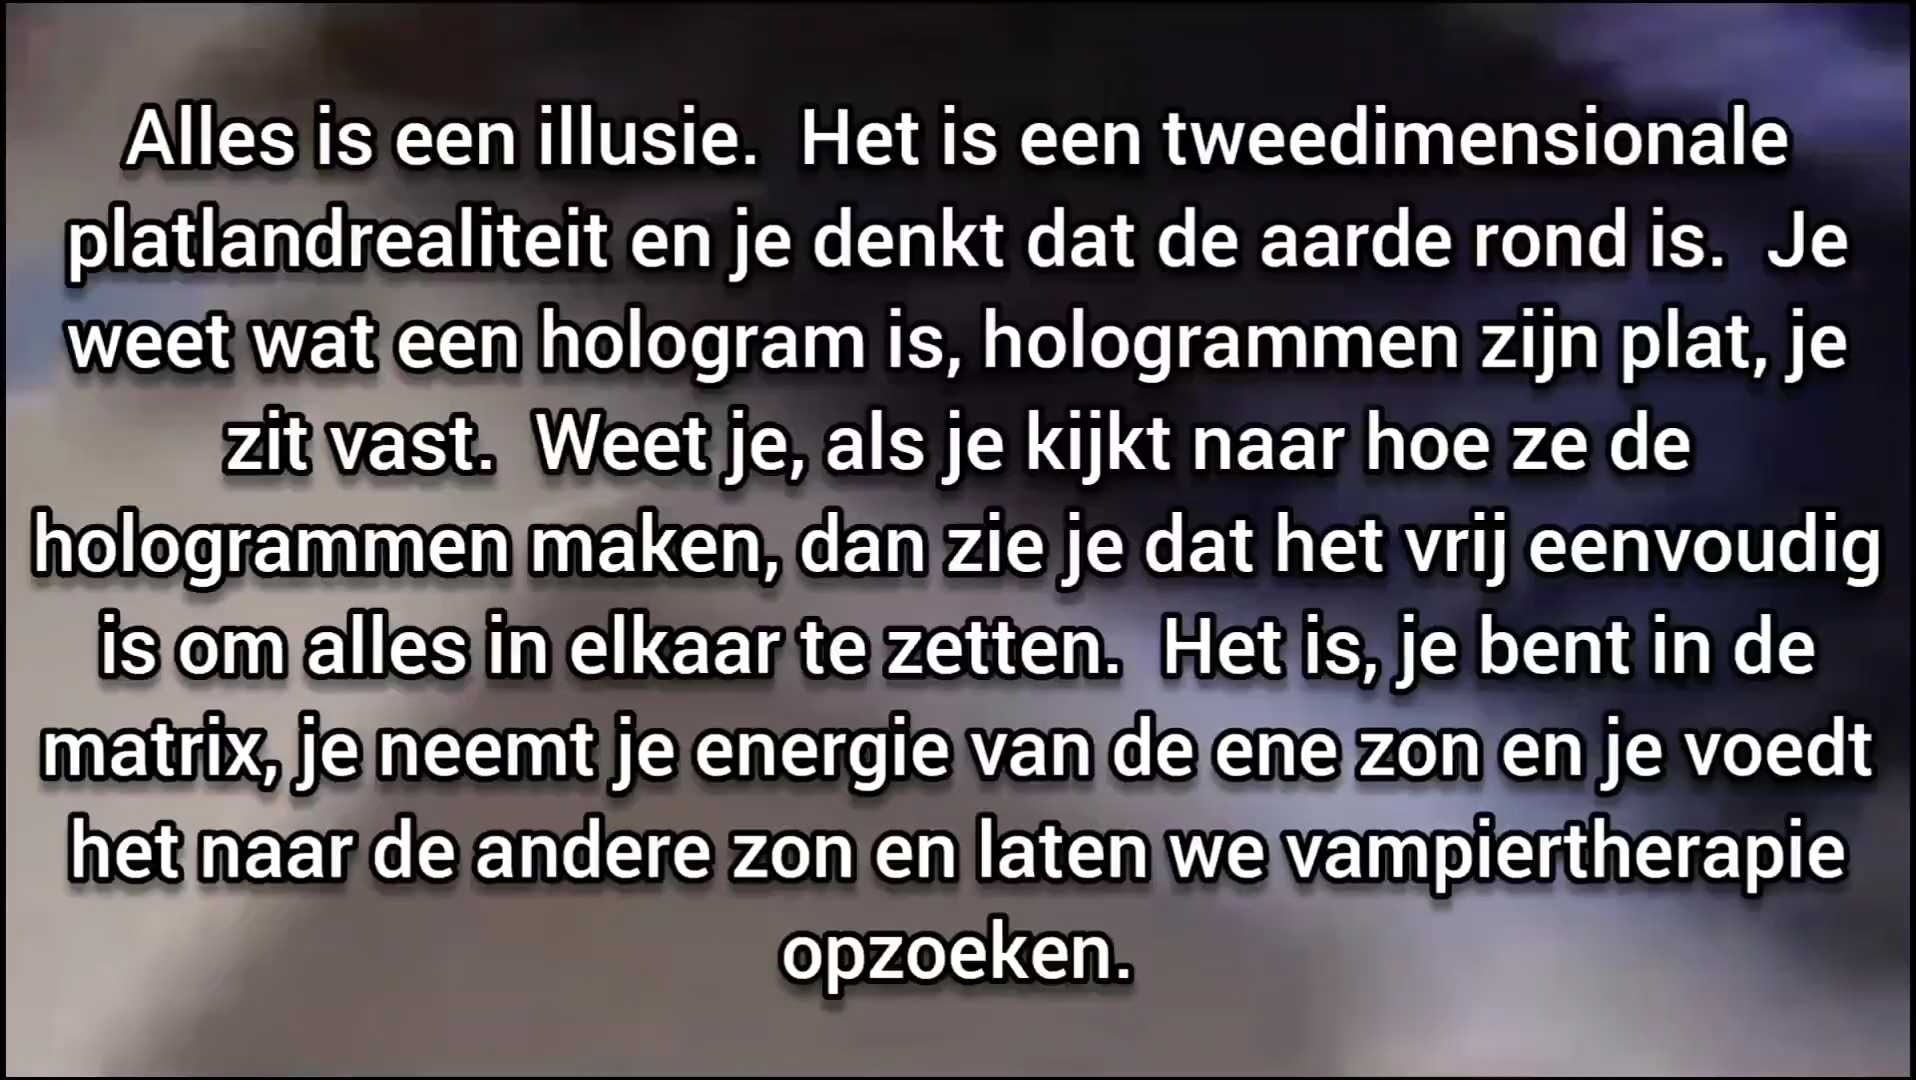 Alles is een illusie.  Het is een tweedimensionale
platlandrealiteit en je denkt dat de aarde rond is.  Je
weet wat een hologram is, hologrammen zijn plat, je
zit vast.  Weet je, als je kijkt naar hoe ze de
hologrammen maken, dan zie je dat het vrij eenvoudig
is om alles in elkaar te zetten.  Het is, je bent in de
matrix, je neemt je energie van de ene zon en je voedt
het naar de andere zon en laten we vampiertherapie
opzoeken.